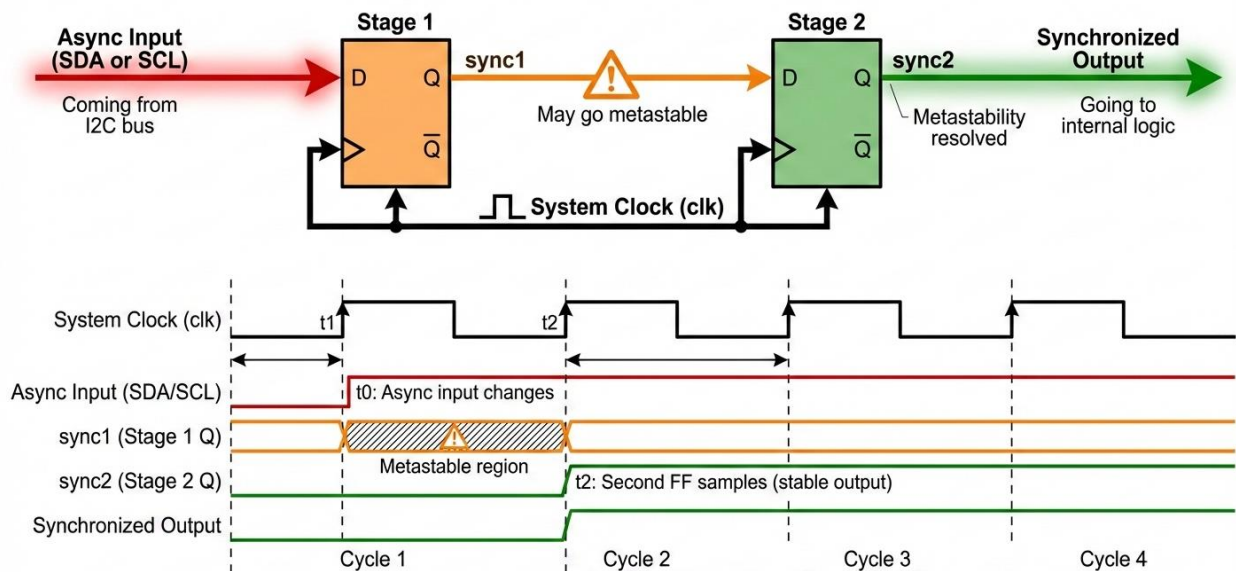 Stage 1
Stage 2
Async Input
(SDA or SCL)
Coming from
I2C bus
D
Q
Q̅
sync1
May go metastable
D
Q
Q̅
sync2
Metastability
resolved
Synchronized
Output
Going to
internal logic
System Clock (clk)
System Clock (clk)
t1
t2
Async Input (SDA/SCL)
t0: Async input changes
sync1 (Stage 1 Q)
Metastable region
sync2 (Stage 2 Q)
t2: Second FF samples (stable output)
Synchronized Output
Cycle 1
Cycle 2
Cycle 3
Cycle 4